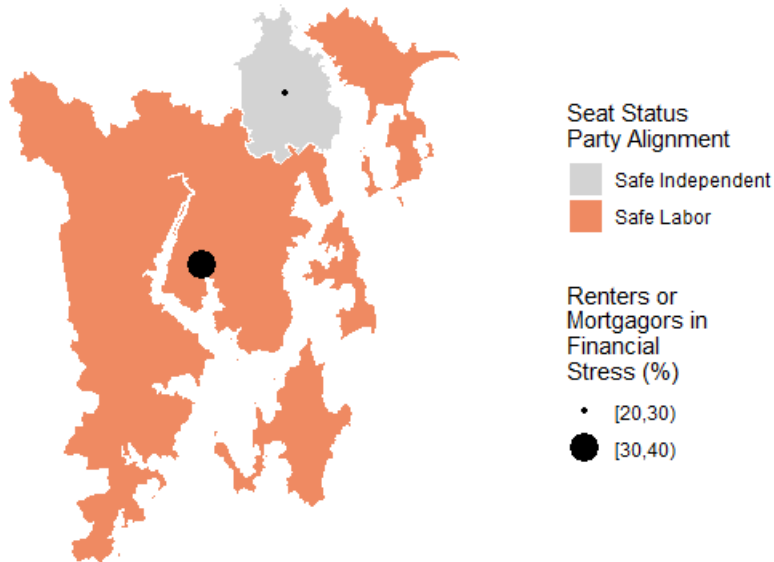 Seat Status
Party Alignment
Safe Independent
Safe Labor
Renters or
Mortgagors in
Financial
Stress (%)
[20,30)
[30,40)